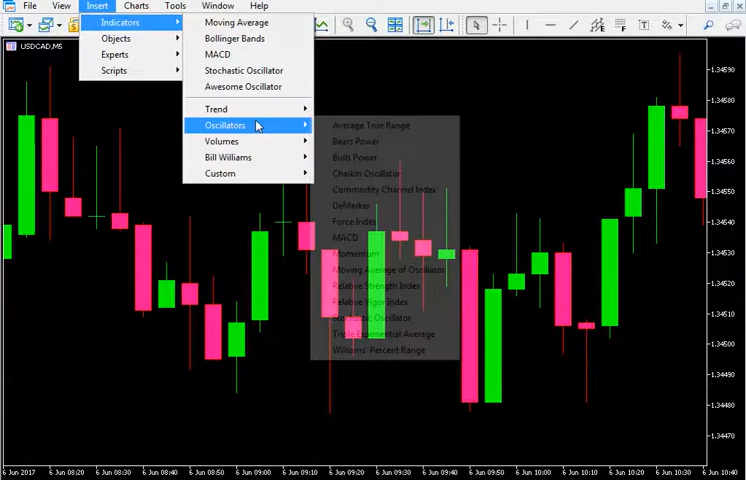 File View Insert Charts Tools Window Help
USDCAD,M5
Indicators
Objects
Experts
Scripts
Moving Average
Bollinger Bands
MACD
Stochastic Oscillator
Awesome Oscillator
Trend
Oscillators
Volumes
Bill Williams
Custom
Average True Range
Bears Power
Bulls Power
Chaikin Oscillator
Commodity Channel Index
DeMarker
Force Index
MACD
Momentum
Moving Average of Oscillator
Relative Strength Index
Relative Vigor Index
Stochastic Oscillator
Triple Exponential Average
Williams' Percent Range
1.34590
1.34580
1.34570
1.34560
1.34550
1.34540
1.34530
1.34520
1.34510
1.34500
1.34490
1.34480
1.34470
6 Jun 2017 6 Jun 08:20 6 Jun 08:30 6 Jun 08:40 6 Jun 08:50 6 Jun 09:00 6 Jun 09:10 6 Jun 09:20 6 Jun 09:30 6 Jun 09:40 6 Jun 09:50 6 Jun 10:00 6 Jun 10:10 6 Jun 10:20 6 Jun 10:30 6 Jun 10:40